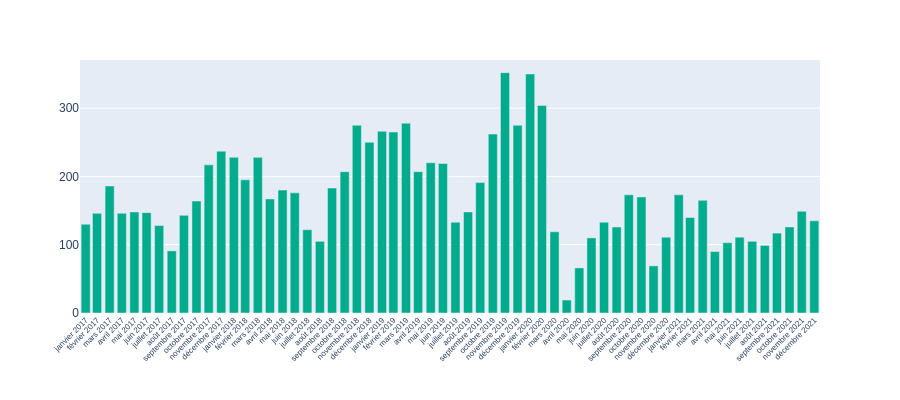 300
200
100
0
janvier 2017
février 2017
mars 2017
avril 2017
mai 2017
juin 2017
juillet 2017
août 2017
septembre 2017
octobre 2017
novembre 2017
décembre 2017
janvier 2018
février 2018
mars 2018
avril 2018
mai 2018
juin 2018
juillet 2018
août 2018
septembre 2018
octobre 2018
novembre 2018
décembre 2018
janvier 2019
février 2019
mars 2019
avril 2019
mai 2019
juin 2019
juillet 2019
août 2019
septembre 2019
octobre 2019
novembre 2019
décembre 2019
janvier 2020
février 2020
mars 2020
avril 2020
mai 2020
juin 2020
juillet 2020
août 2020
septembre 2020
octobre 2020
novembre 2020
décembre 2020
janvier 2021
février 2021
mars 2021
avril 2021
mai 2021
juin 2021
juillet 2021
août 2021
septembre 2021
octobre 2021
novembre 2021
décembre 2021